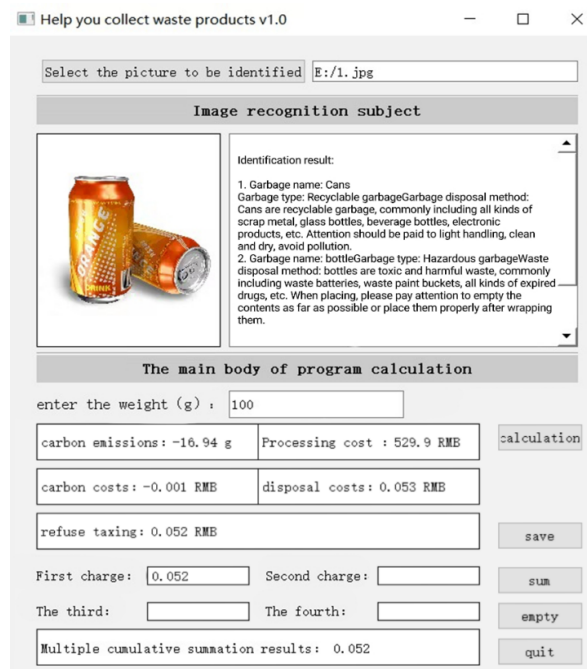 Help you collect waste products v1.0
Select the picture to be identified E:/1.jpg
Image recognition subject
ORANGE
DRINK
Identification result:
1. Garbage name: Cans
Garbage type: Recyclable garbageGarbage disposal method:
Cans are recyclable garbage, commonly including all kinds of
scrap metal, glass bottles, beverage bottles, electronic
products, etc. Attention should be paid to light handling, clean
and dry, avoid pollution.
2. Garbage name: bottleGarbage type: Hazardous garbageWaste
disposal method: bottles are toxic and harmful waste, commonly
including waste batteries, waste paint buckets, all kinds of expired
drugs, etc. When placing, please pay attention to empty the
contents as far as possible or place them properly after wrapping
them.
The main body of program calculation
enter the weight (g) : 100
carbon emissions: -16.94 g Processing cost : 529.9 RMB calculation
carbon costs: -0.001 RMB disposal costs: 0.053 RMB
refuse taxing: 0.052 RMB save
First charge: 0.052 Second charge: sum
The third: The fourth: empty
Multiple cumulative summation results: 0.052 quit